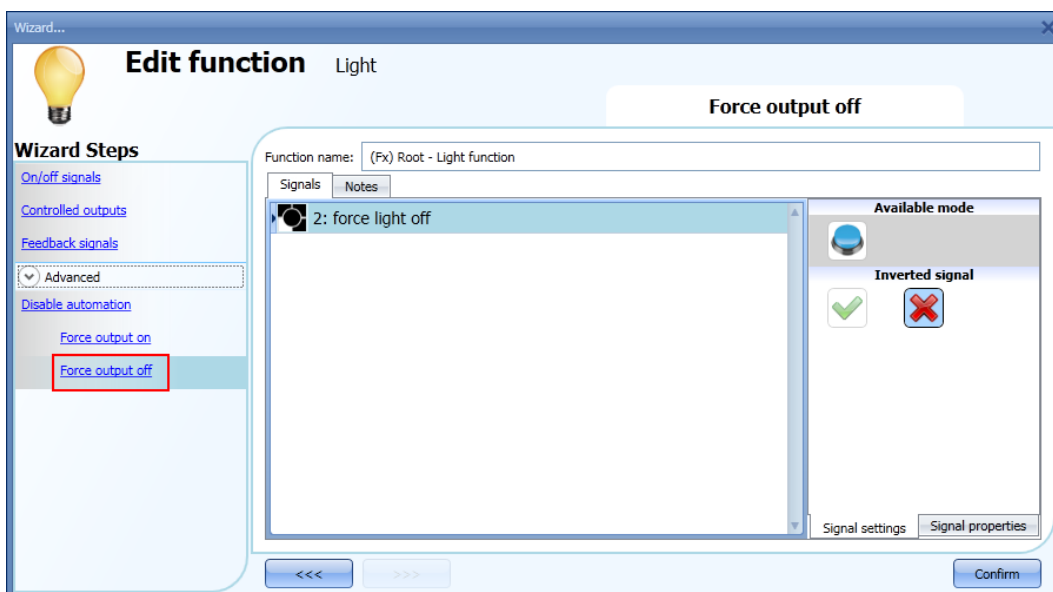 Wizard...
Edit function Light
Force output off
Wizard Steps
On/off signals
Controlled outputs
Feedback signals
Advanced
Disable automation
Force output on
Force output off
Function name: (Fx) Root - Light function
Signals Notes
2: force light off
Available mode
Inverted signal
Signal settings Signal properties
<<< >>> Confirm